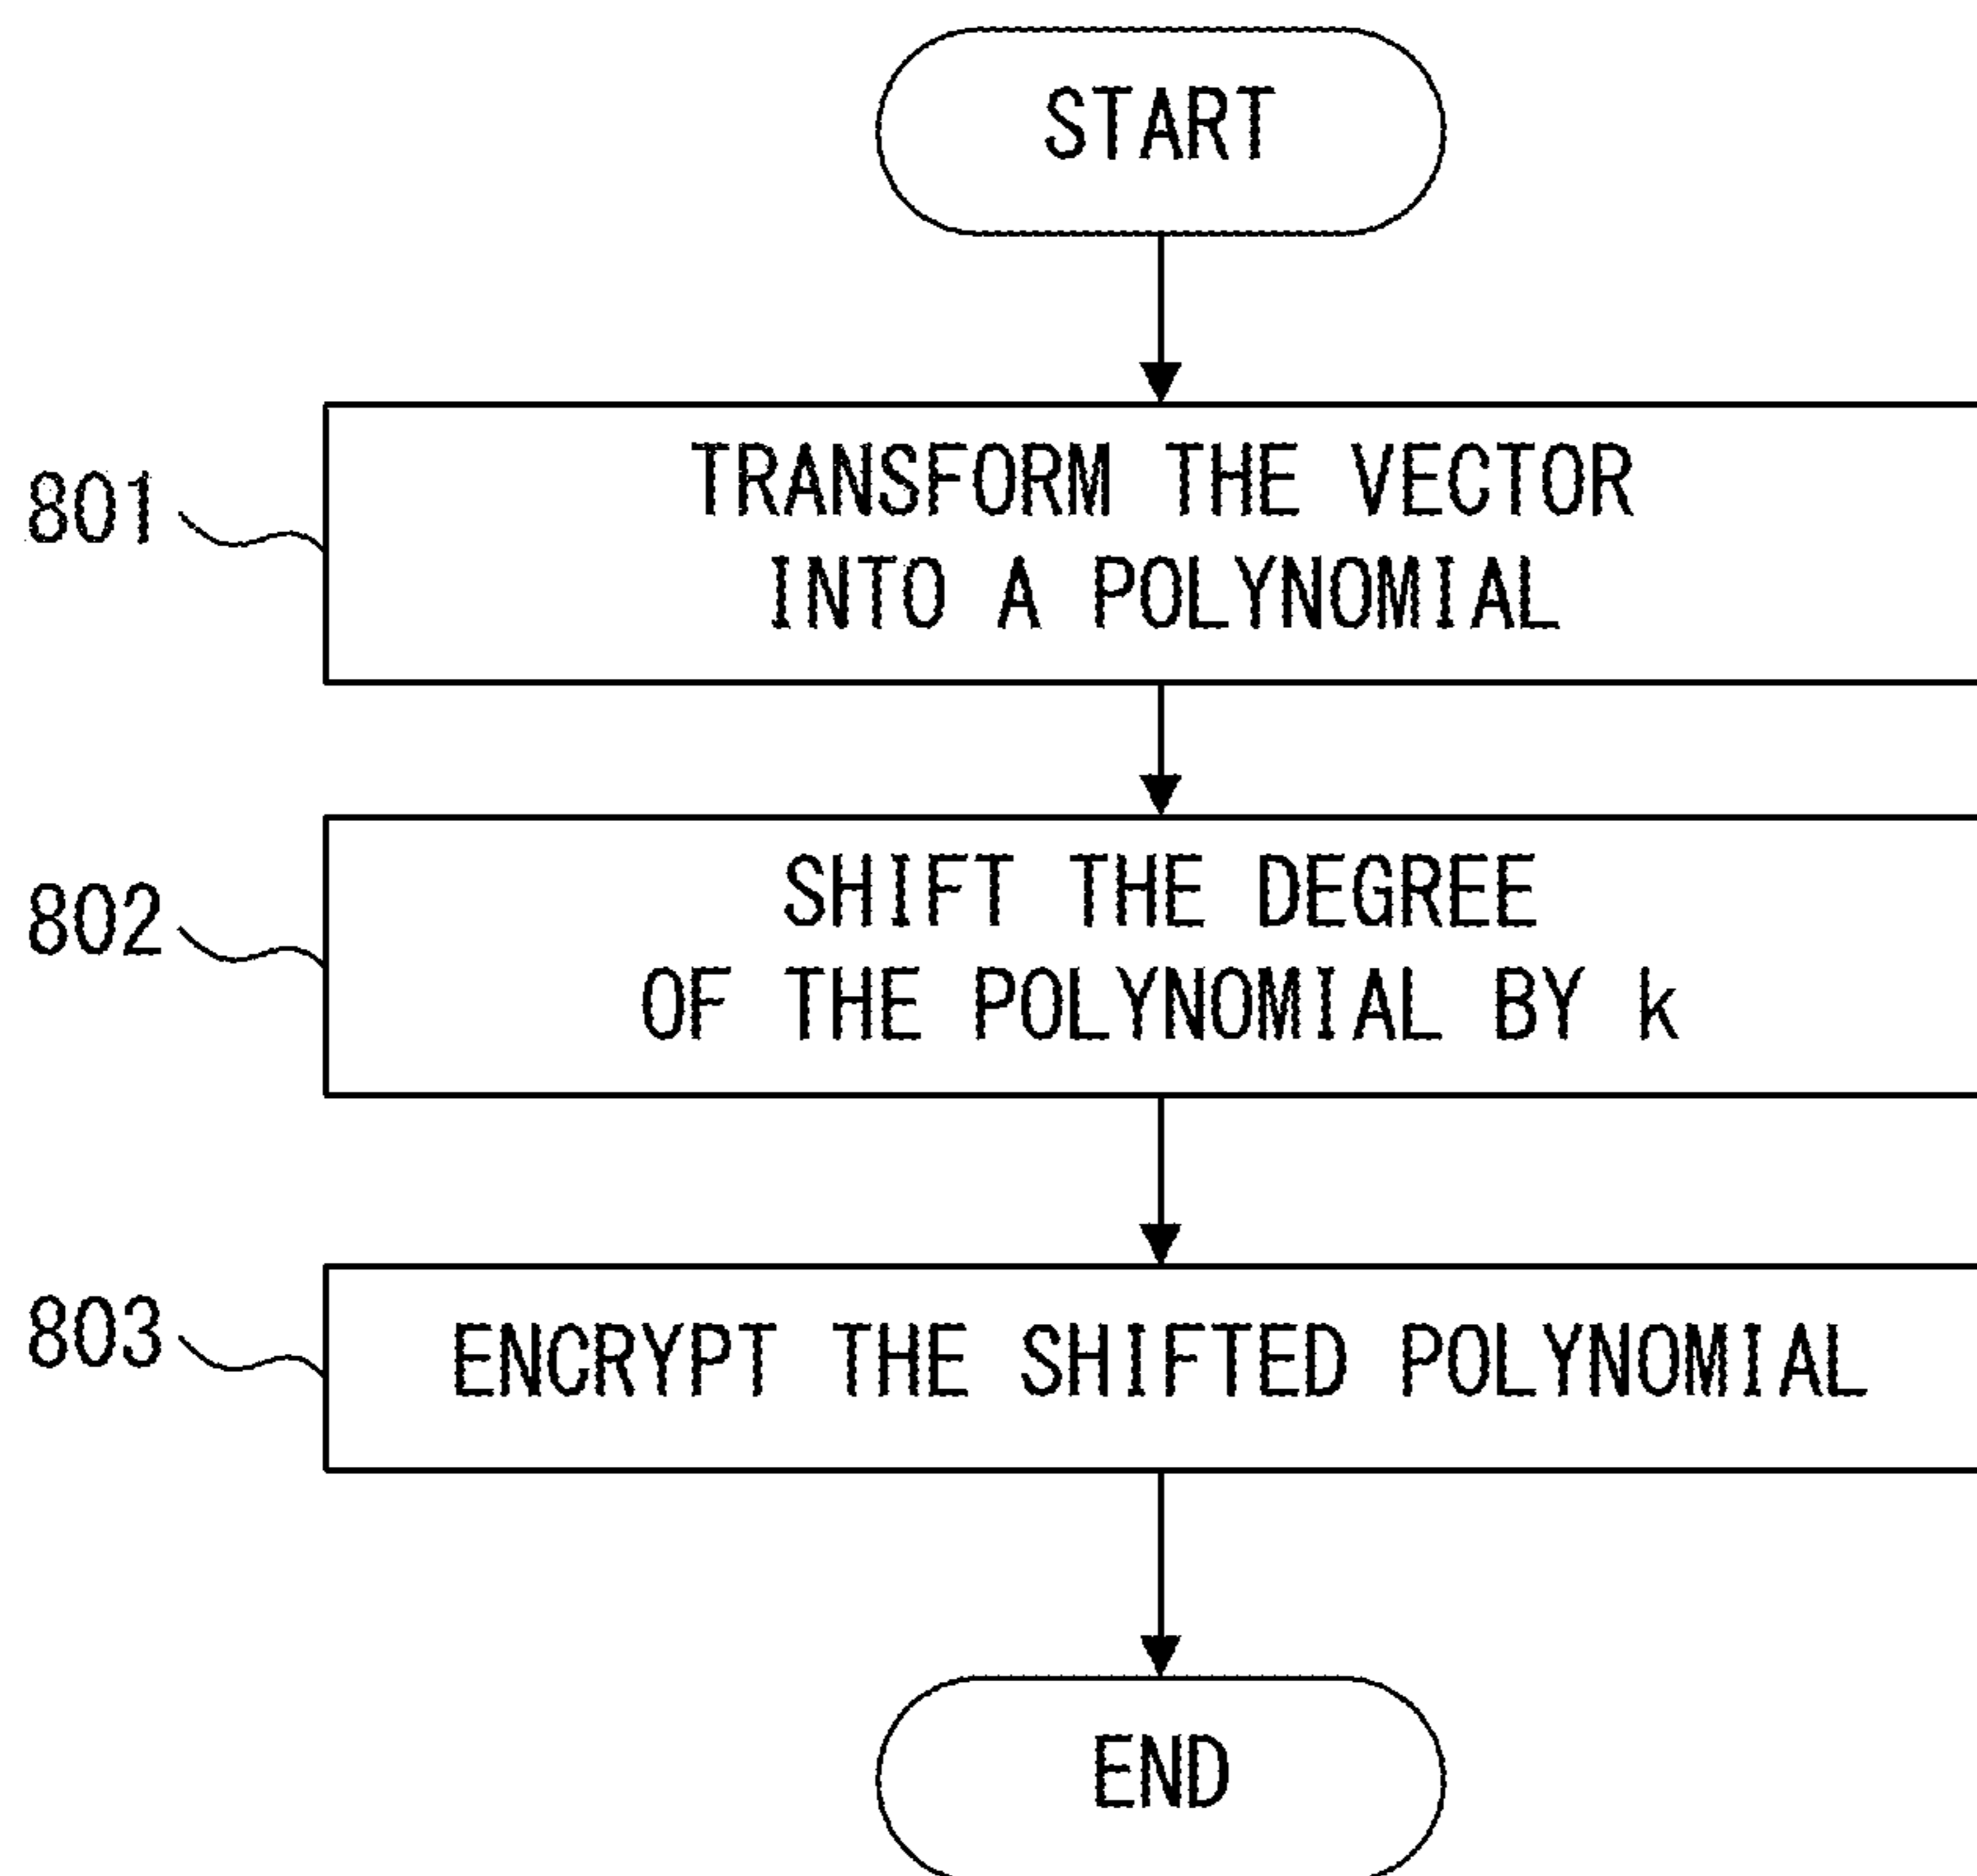 START
801
TRANSFORM THE VECTOR
INTO A POLYNOMIAL
802
SHIFT THE DEGREE
OF THE POLYNOMIAL BY k
803
ENCRYPT THE SHIFTED POLYNOMIAL
END